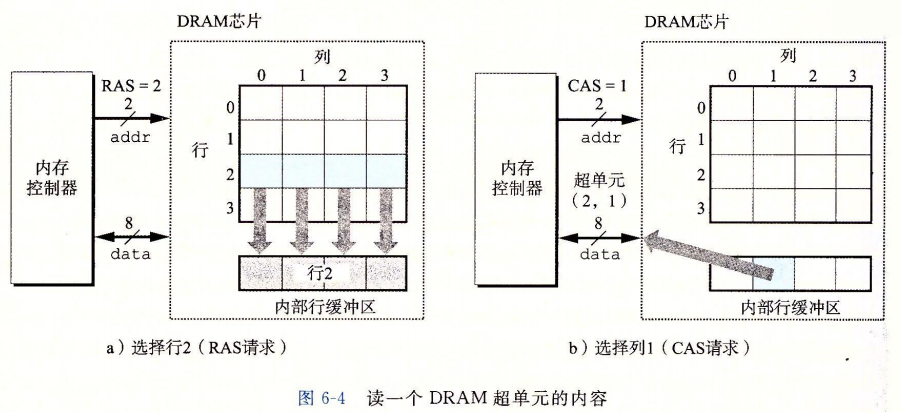 DRAM芯片
列
0 1 2 3
RAS = 2
2
addr
内存
控制器
行
0
1
2
3
8
data
行2
内部行缓冲区
a）选择行2（RAS请求）
DRAM芯片
列
0 1 2 3
CAS = 1
2
addr
内存
控制器
行
0
1
2
3
超单元
（2，1）
8
data
内部行缓冲区
b）选择列1（CAS请求）
图 6-4 读一个 DRAM 超单元的内容